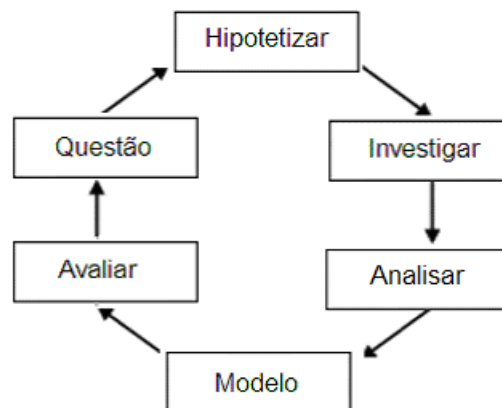 Hipotetizar
Questão
Investigar
Avaliar
Analisar
Modelo